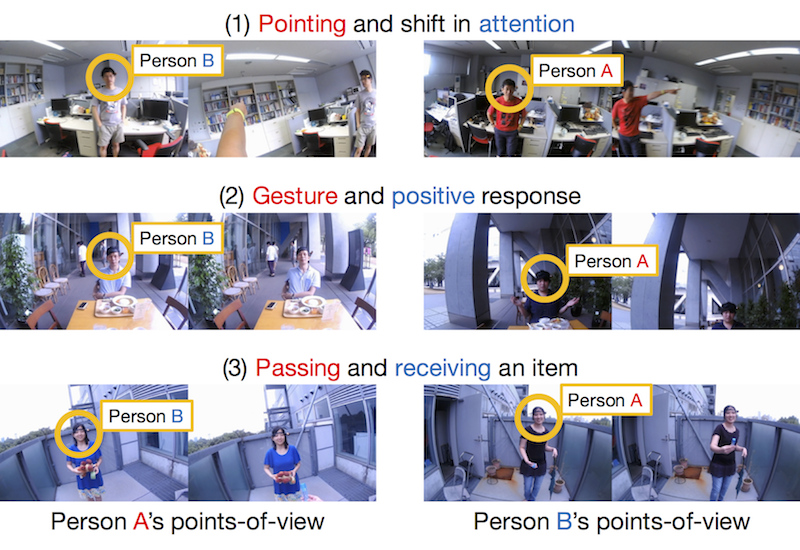 (1) Pointing and shift in attention
Person B
Person A
(2) Gesture and positive response
Person B
Person A
(3) Passing and receiving an item
Person B
Person A
Person A's points-of-view
Person B's points-of-view